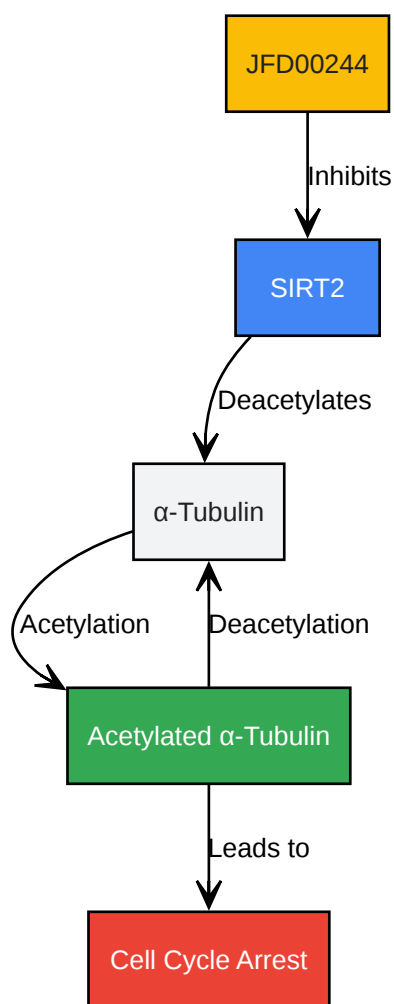 JFD00244
Inhibits
SIRT2
Deacetylates
α-Tubulin
Acetylation
Deacetylation
Acetylated α-Tubulin
Leads to
Cell Cycle Arrest